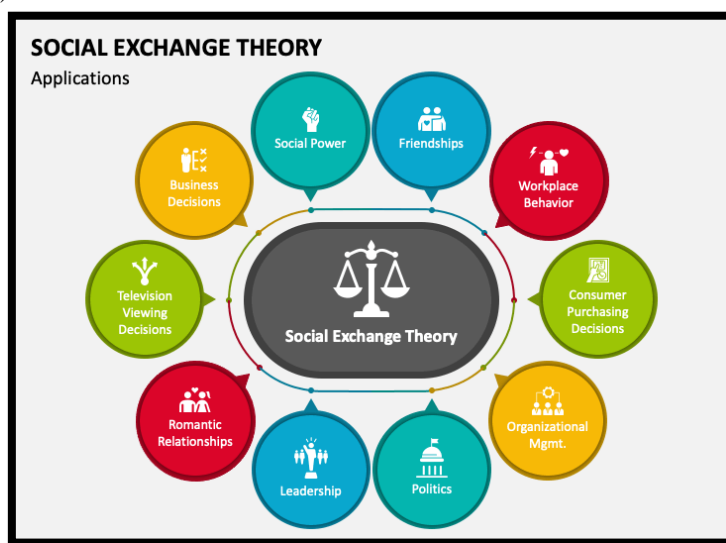 SOCIAL EXCHANGE THEORY
Applications
Social Power
Friendships
Business
Decisions
Workplace
Behavior
Television
Viewing
Decisions
Social Exchange Theory
Consumer
Purchasing
Decisions
Romantic
Relationships
Organizational
Mgmt.
Leadership
Politics